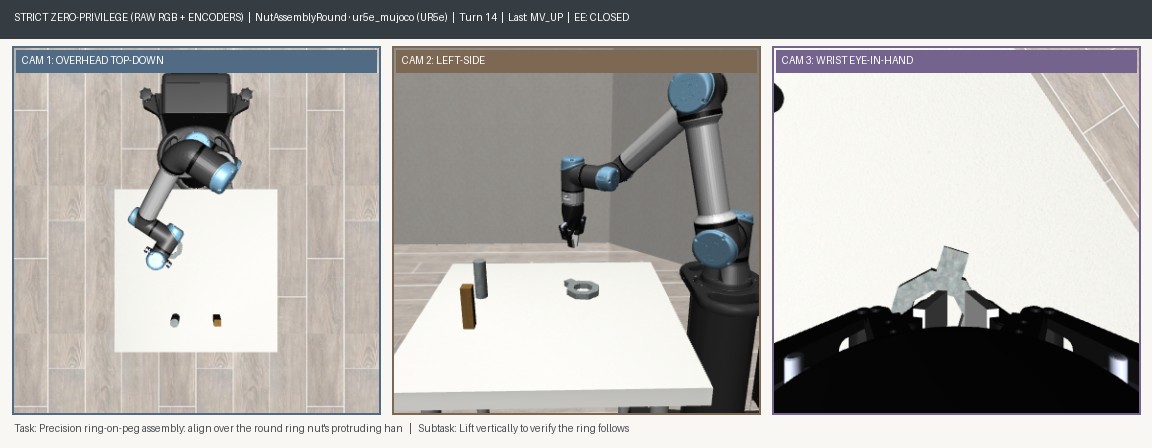 STRICT ZERO-PRIVILEGE (RAW RGB + ENCODERS) | NutAssemblyRound · ur5e_mujoco (UR5e) | Turn 14 | Last: MV_UP | EE: CLOSED
CAM 1: OVERHEAD TOP-DOWN
CAM 2: LEFT-SIDE
CAM 3: WRIST EYE-IN-HAND
Task: Precision ring-on-peg assembly: align over the round ring nut's protruding han | Subtask: Lift vertically to verify the ring follows